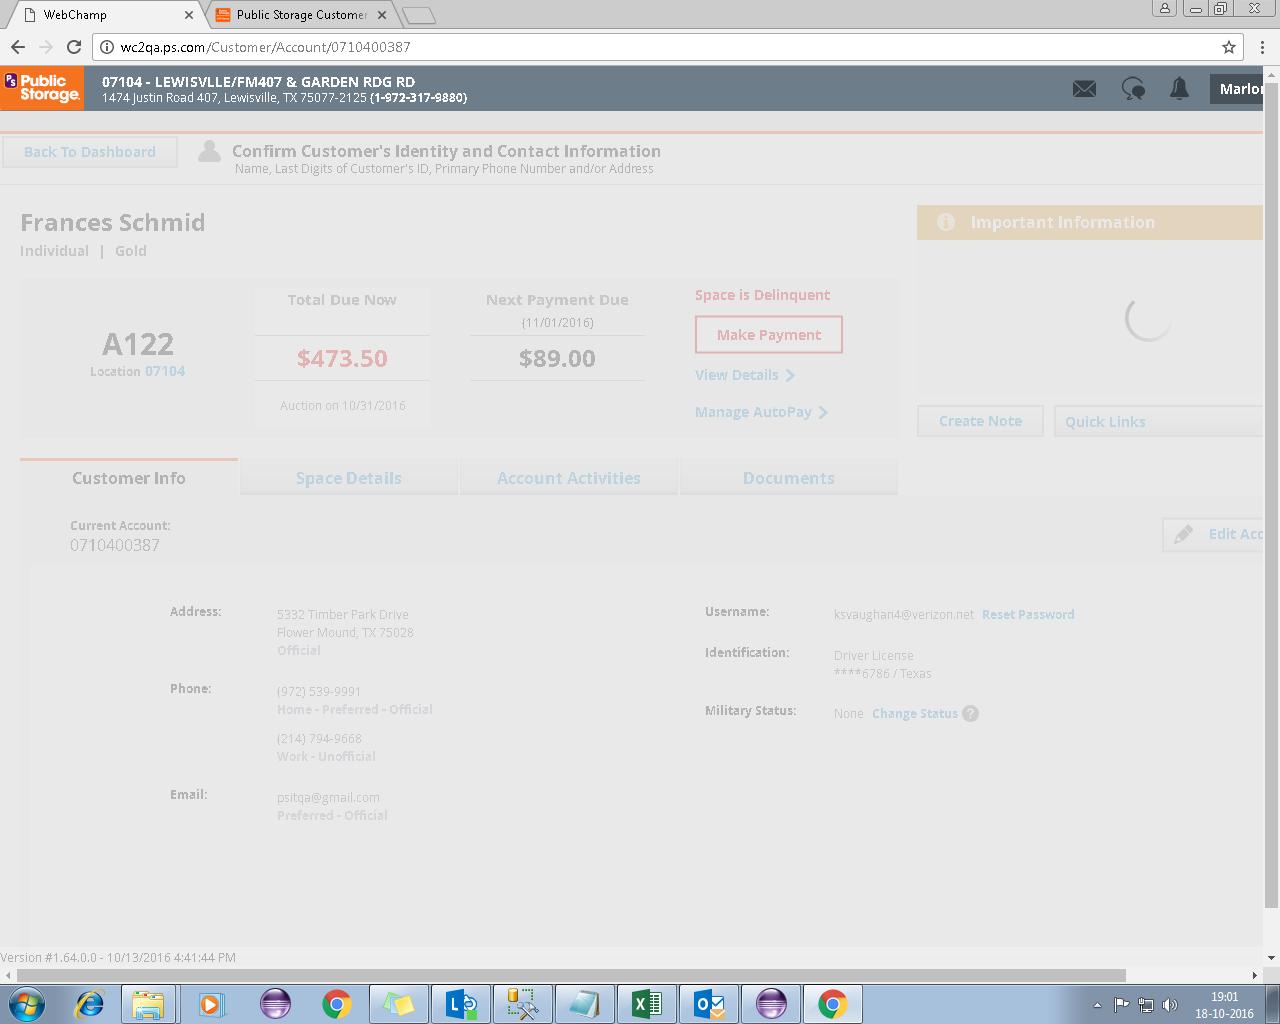 WebChamp
Public Storage Customer
wc2qa.ps.com/Customer/Account/0710400387
PS Public Storage.
07104 - LEWISVLLE/FM407 & GARDEN RDG RD
1474 Justin Road 407, Lewisville, TX 75077-2125 (1-972-317-9880)
Marlo
Back To Dashboard
Confirm Customer's Identity and Contact Information
Name, Last Digits of Customer's ID, Primary Phone Number and/or Address
Frances Schmid
Individual | Gold
Important Information
A122
Location 07104
Total Due Now
$473.50
Auction on 10/31/2016
Next Payment Due
(11/01/2016)
$89.00
Space is Delinquent
Make Payment
View Details
Manage AutoPay
Create Note
Quick Links
Customer Info
Space Details
Account Activities
Documents
Current Account:
0710400387
Edit Acc
Address:
5332 Timber Park Drive
Flower Mound, TX 75028
Official
Phone:
(972) 539-9991
Home - Preferred - Official
(214) 794-9668
Work - Unofficial
Email:
psitqa@gmail.com
Preferred - Official
Username:
ksvaughan4@verizon.net Reset Password
Identification:
Driver License
****6786 / Texas
Military Status:
None Change Status ?
Version #1.64.0.0 - 10/13/2016 4:41:44 PM
19:01
18-10-2016